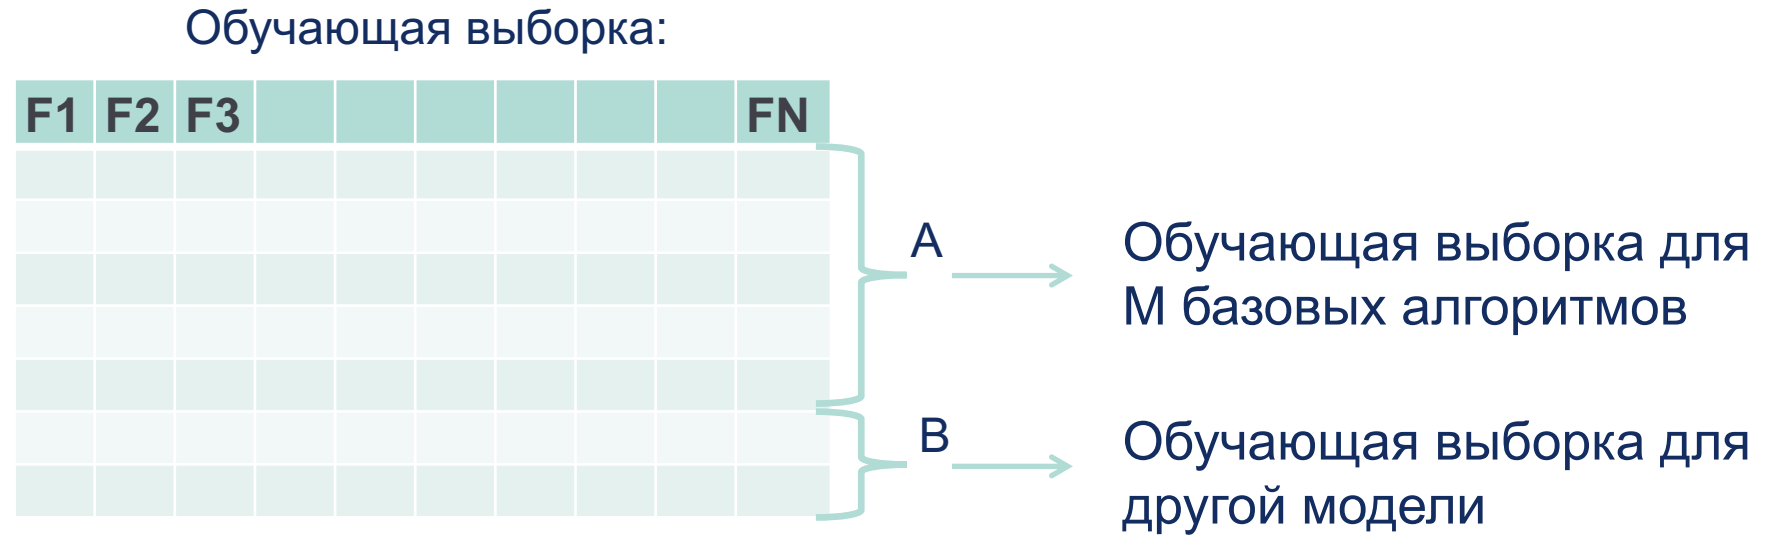 Обучающая выборка:
F1 F2 F3 FN
A
Обучающая выборка для
М базовых алгоритмов
B
Обучающая выборка для
другой модели